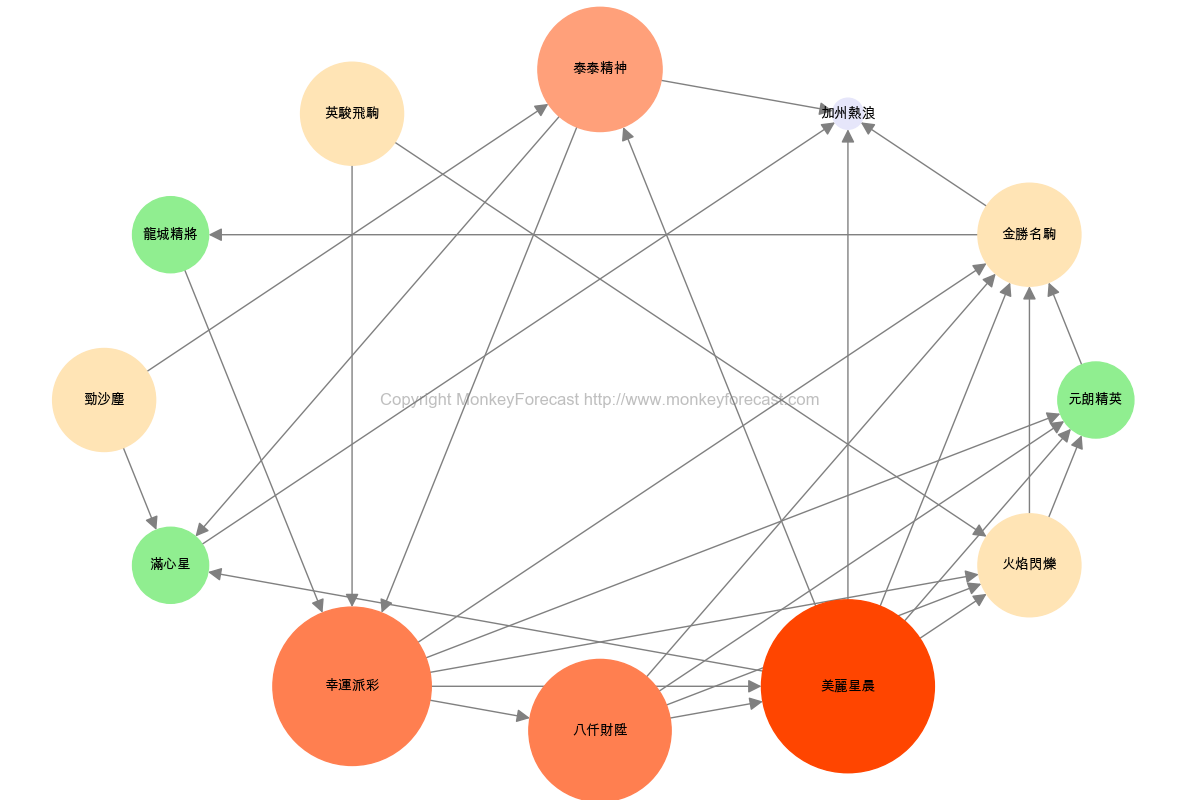 泰泰精神
英駿飛駒
加州熱浪
龍城精將
金勝名駒
勁沙塵
Copyright MonkeyForecast http://www.monkeyforecast.com
元朗精英
滿心星
火焰閃爍
幸運派彩
美麗星晨
八仟財陞